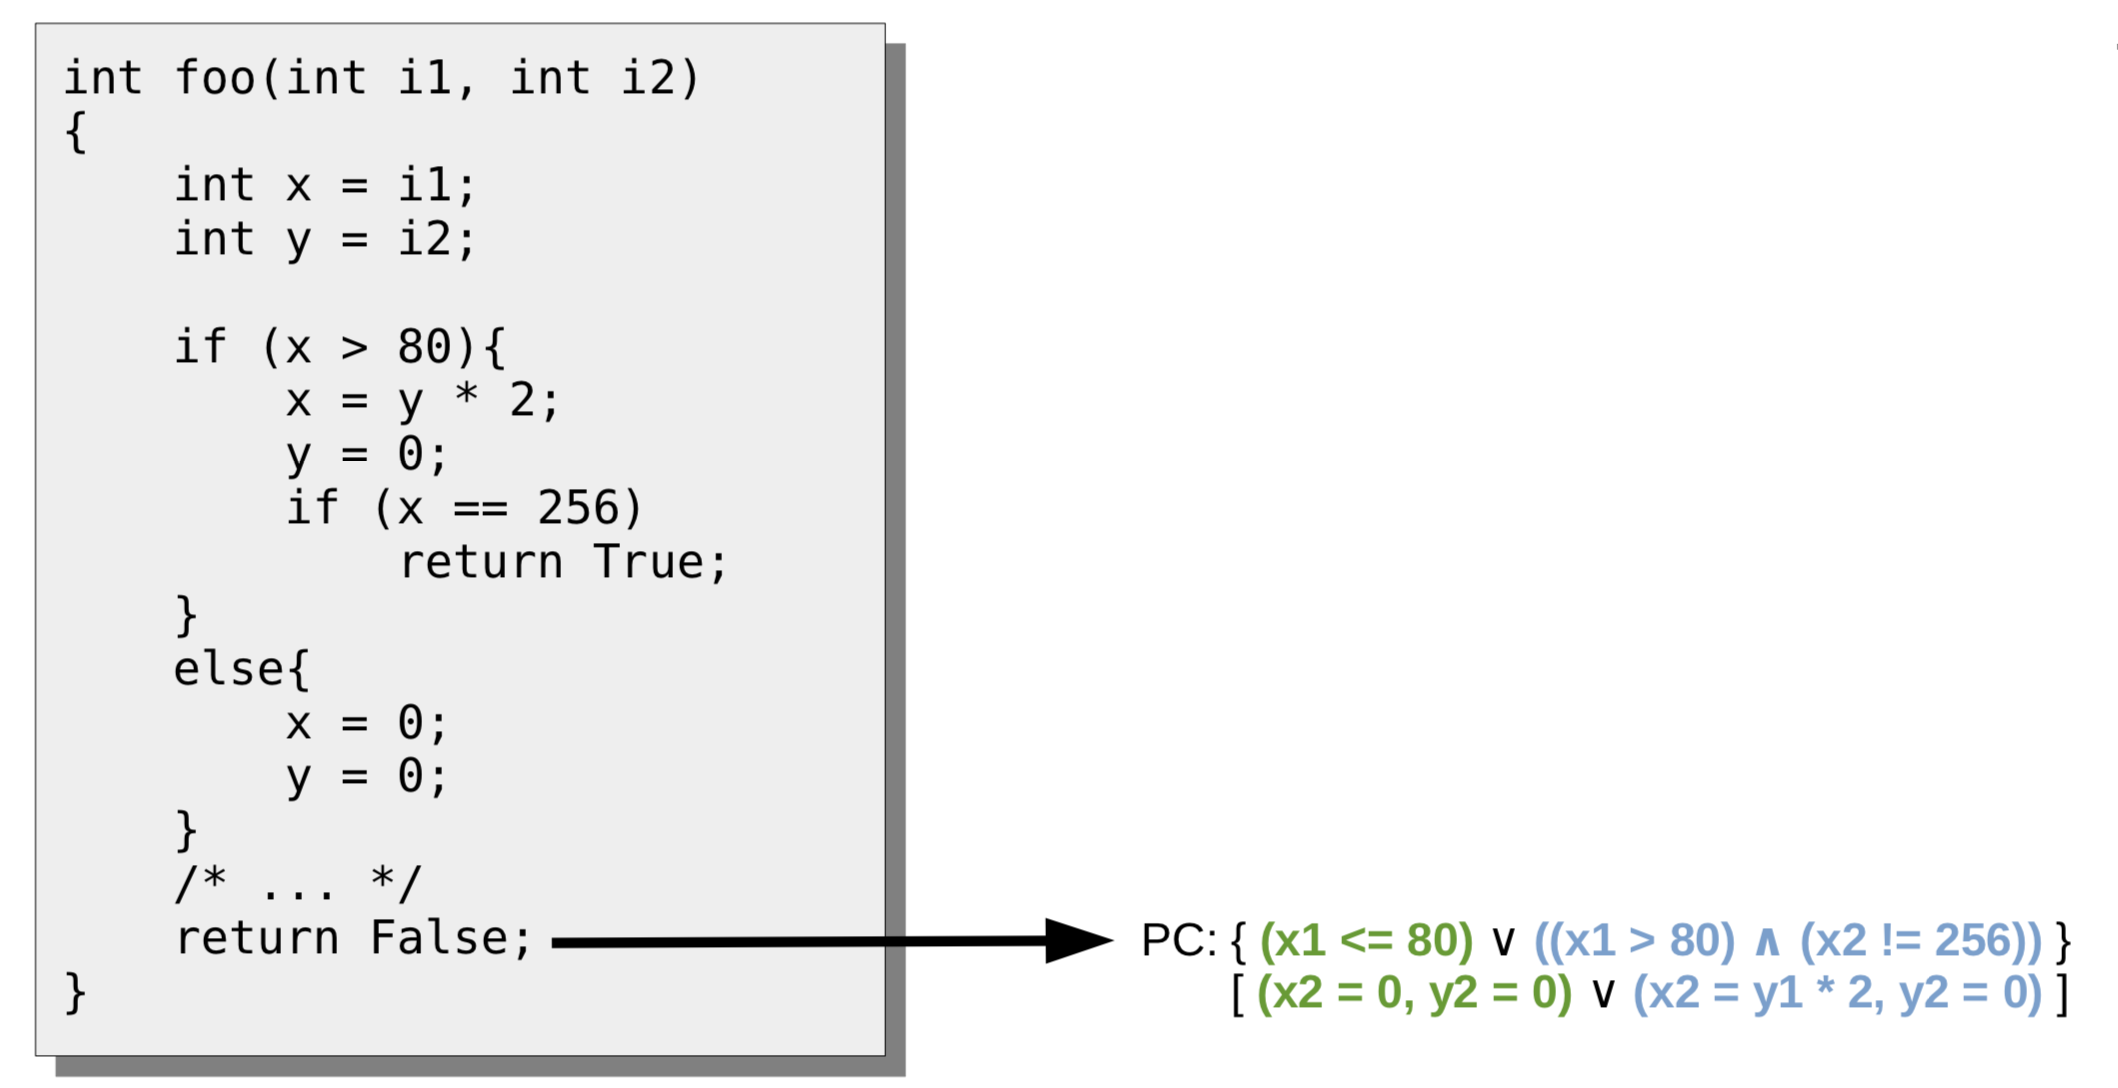 int foo(int i1, int i2)
{
    int x = i1;
    int y = i2;

    if (x > 80){
        x = y * 2;
        y = 0;
        if (x == 256)
            return True;
    }
    else{
        x = 0;
        y = 0;
    }
    /* ... */
    return False;
}
PC: { (x1 <= 80) ∨ ((x1 > 80) ∧ (x2 != 256)) }
[ (x2 = 0, y2 = 0) ∨ (x2 = y1 * 2, y2 = 0) ]